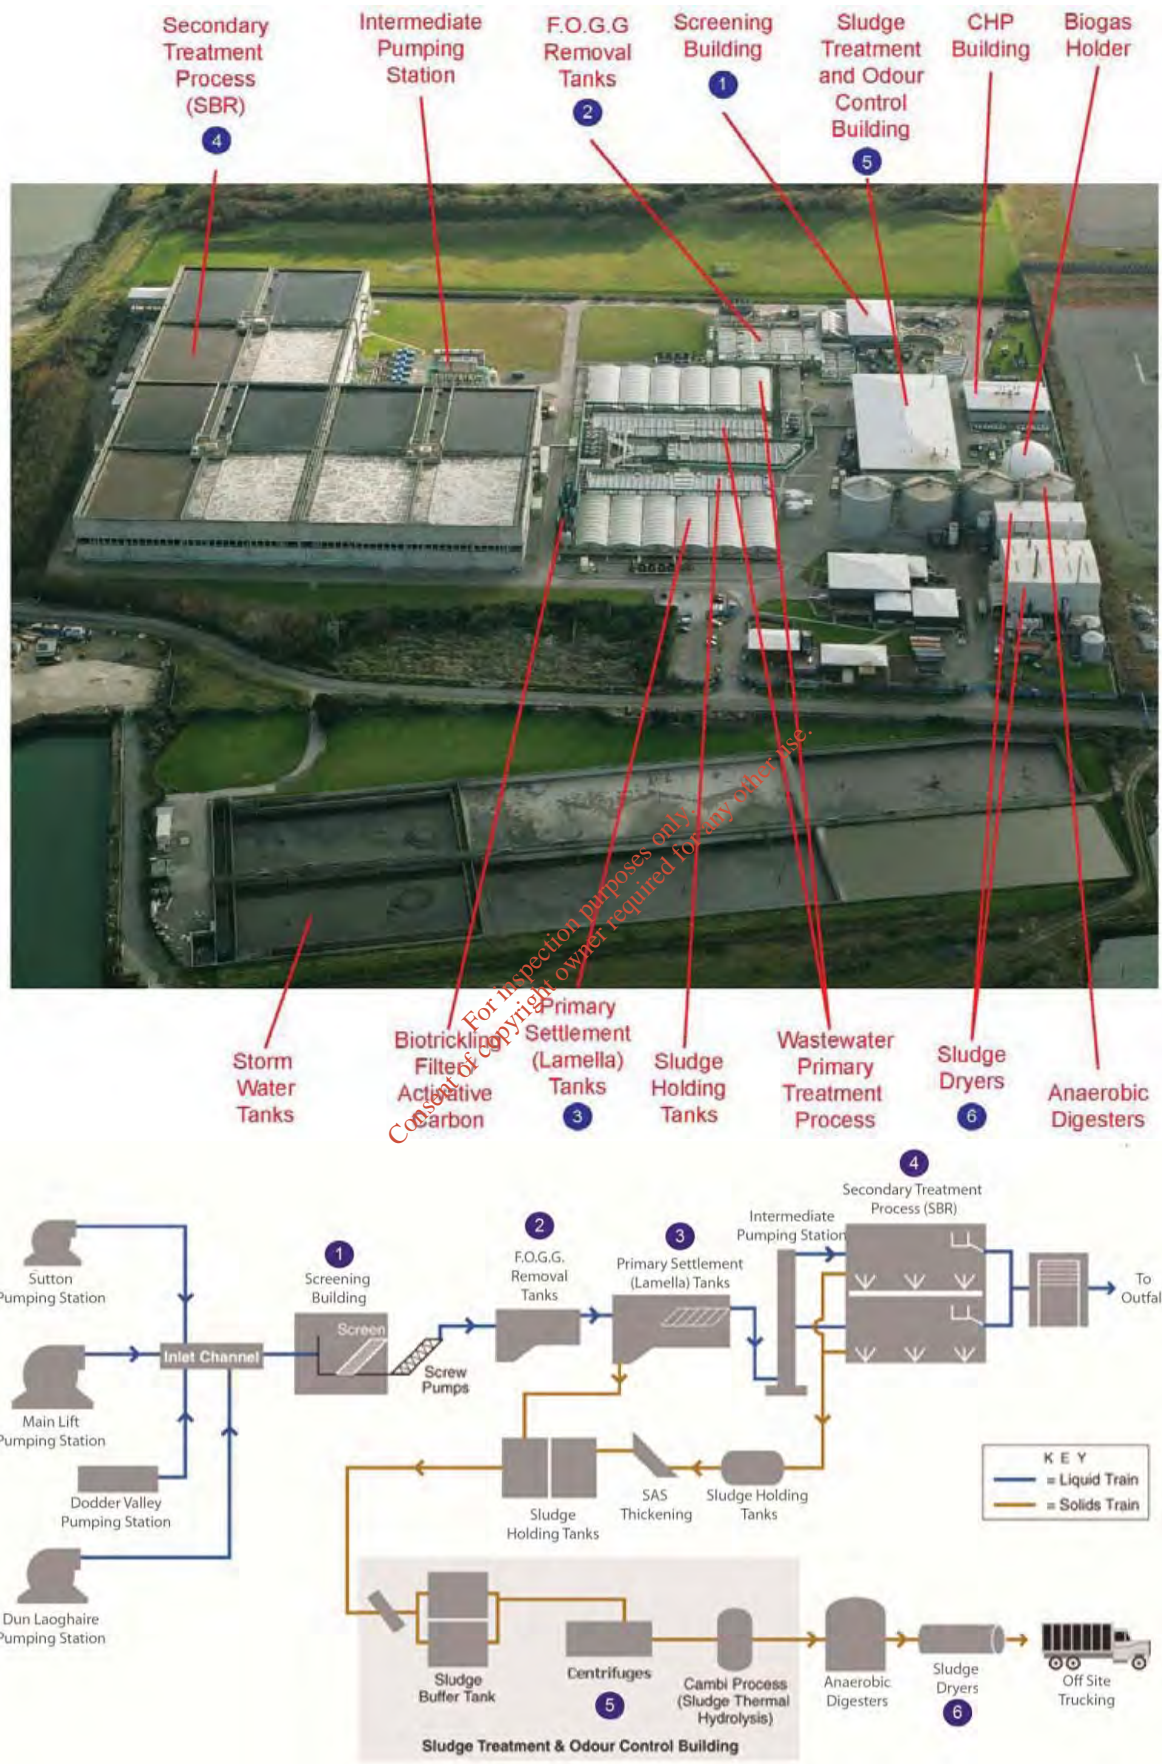 Secondary
Treatment
Process
(SBR)
4
Intermediate
Pumping
Station
F.O.G.G
Removal
Tanks
2
Screening
Building
1
Sludge
Treatment
and Odour
Control
Building
5
CHP
Building
Biogas
Holder
For inspection purposes only.
Consent of copyright owner required for any other use.
Storm
Water
Tanks
Biotrickling
Filter
Activative
Carbon
Primary
Settlement
(Lamella)
Tanks
3
Sludge
Holding
Tanks
Wastewater
Primary
Treatment
Process
Sludge
Dryers
6
Anaerobic
Digesters
Sutton
Pumping Station
Main Lift
Pumping Station
Dodder Valley
Pumping Station
Dun Laoghaire
Pumping Station
Inlet Channel
1
Screening
Building
Screen
Screw
Pumps
2
F.O.G.G.
Removal
Tanks
3
Primary Settlement
(Lamella) Tanks
Intermediate
Pumping Station
4
Secondary Treatment
Process (SBR)
To
Outfal
Sludge
Holding Tanks
SAS
Thickening
Sludge Holding
Tanks
K E Y
= Liquid Train
= Solids Train
Sludge
Buffer Tank
Centrifuges
5
Cambi Process
(Sludge Thermal
Hydrolysis)
Sludge Treatment & Odour Control Building
Anaerobic
Digesters
Sludge
Dryers
6
Off Site
Trucking